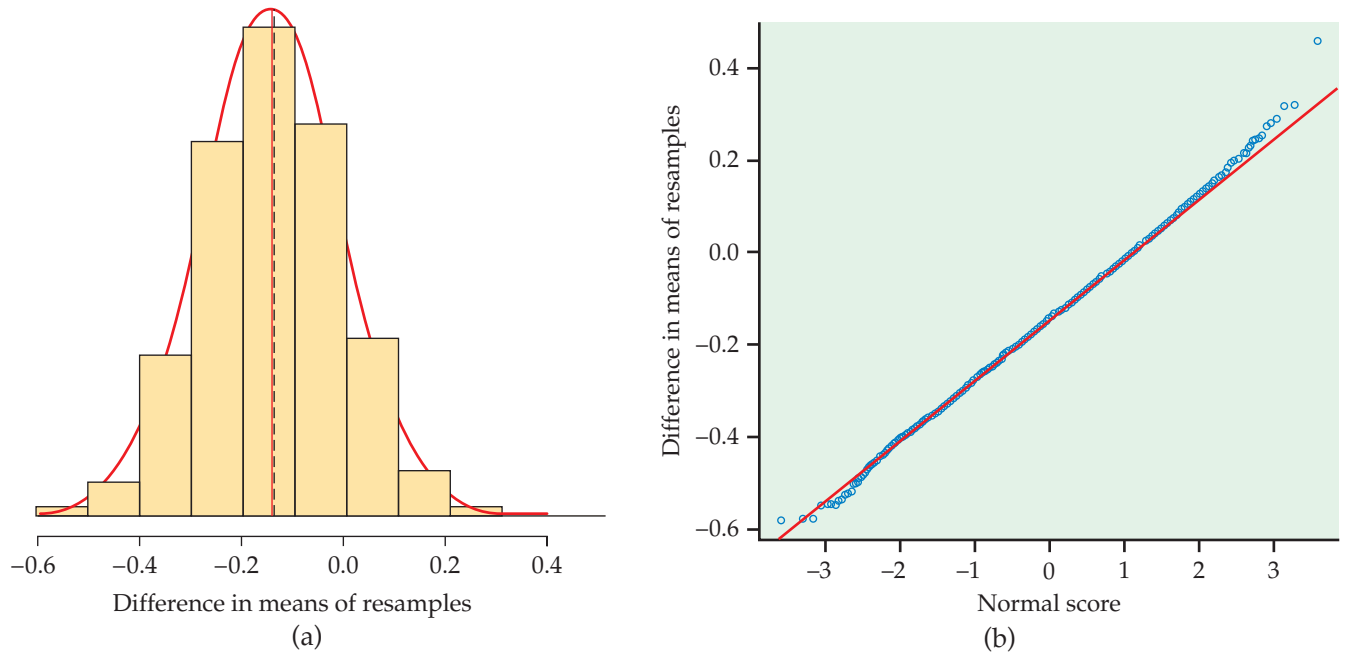 −0.6 −0.4 −0.2 0.0 0.2 0.4
Difference in means of resamples
(a)
Difference in means of resamples
0.4
0.2
0.0
−0.2
−0.4
−0.6
−3 −2 −1 0 1 2 3
Normal score
(b)